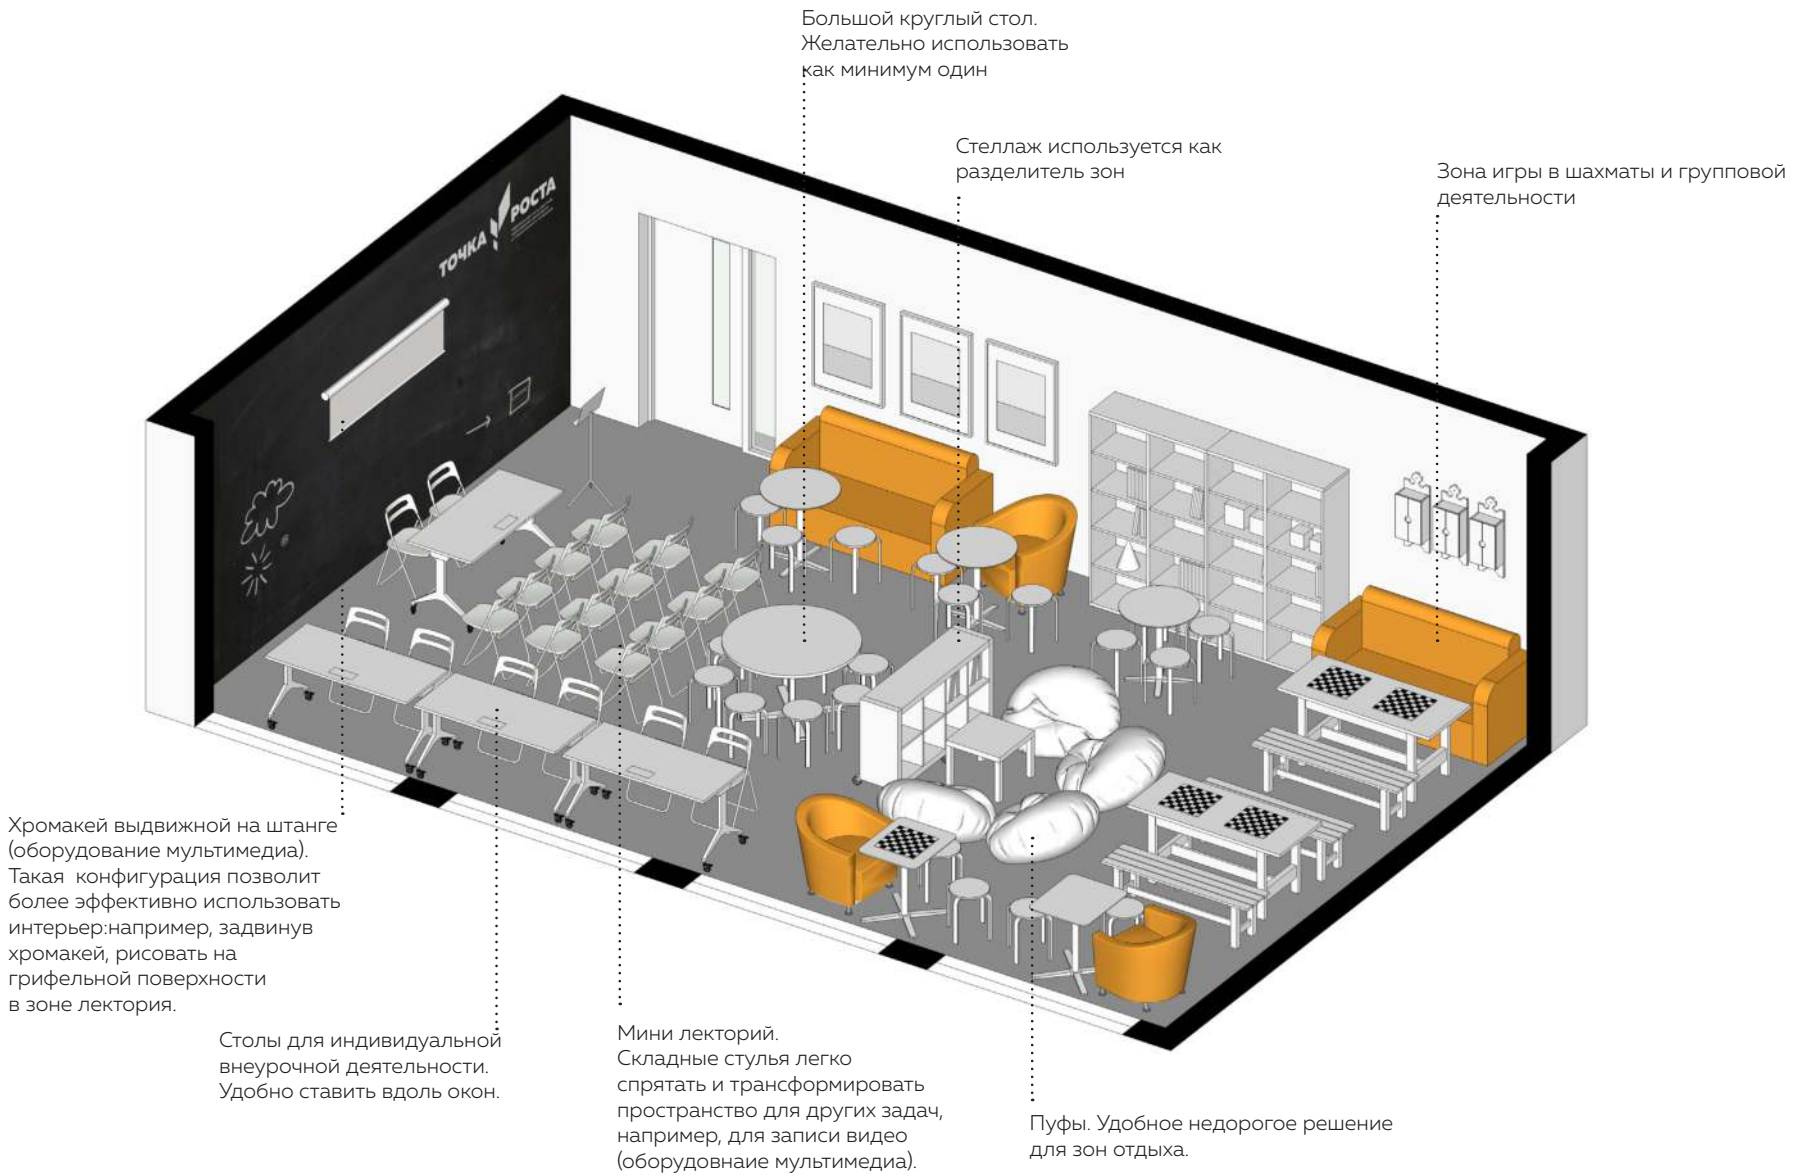 Большой круглый стол.
Желательно использовать
как минимум один
Стеллаж используется как
разделитель зон
Зона игры в шахматы и групповой
деятельности
ТОЧКА РОСТА
Хромакей выдвижной на штанге
(оборудование мультимедиа).
Такая конфигурация позволит
более эффективно использовать
интерьер:например, задвинув
хромакей, рисовать на
грифельной поверхности
в зоне лектория.
Столы для индивидуальной
внеурочной деятельности.
Удобно ставить вдоль окон.
Мини лекторий.
Складные стулья легко
спрятать и трансформировать
пространство для других задач,
например, для записи видео
(оборудовнаие мультимедиа).
Пуфы. Удобное недорогое решение
для зон отдыха.